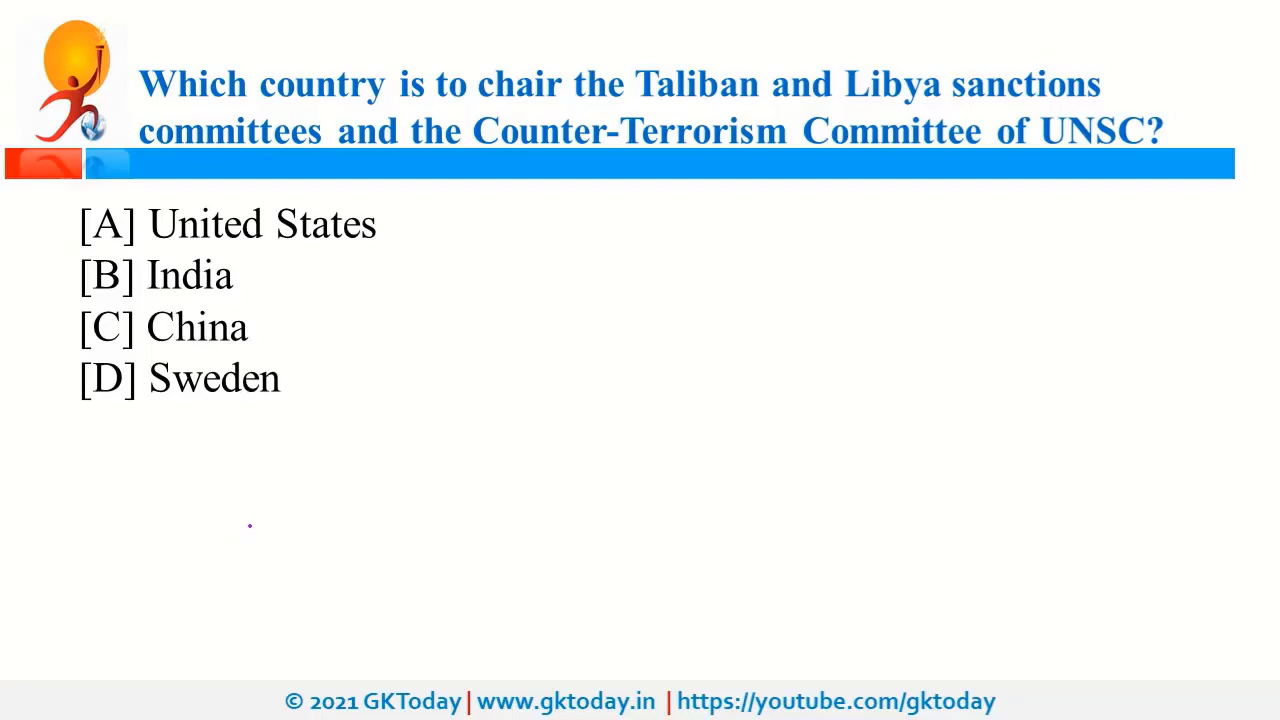 Which country is to chair the Taliban and Libya sanctions
committees and the Counter-Terrorism Committee of UNSC?
[A] United States
[B] India
[C] China
[D] Sweden
© 2021 GKToday | www.gktoday.in | https://youtube.com/gktoday